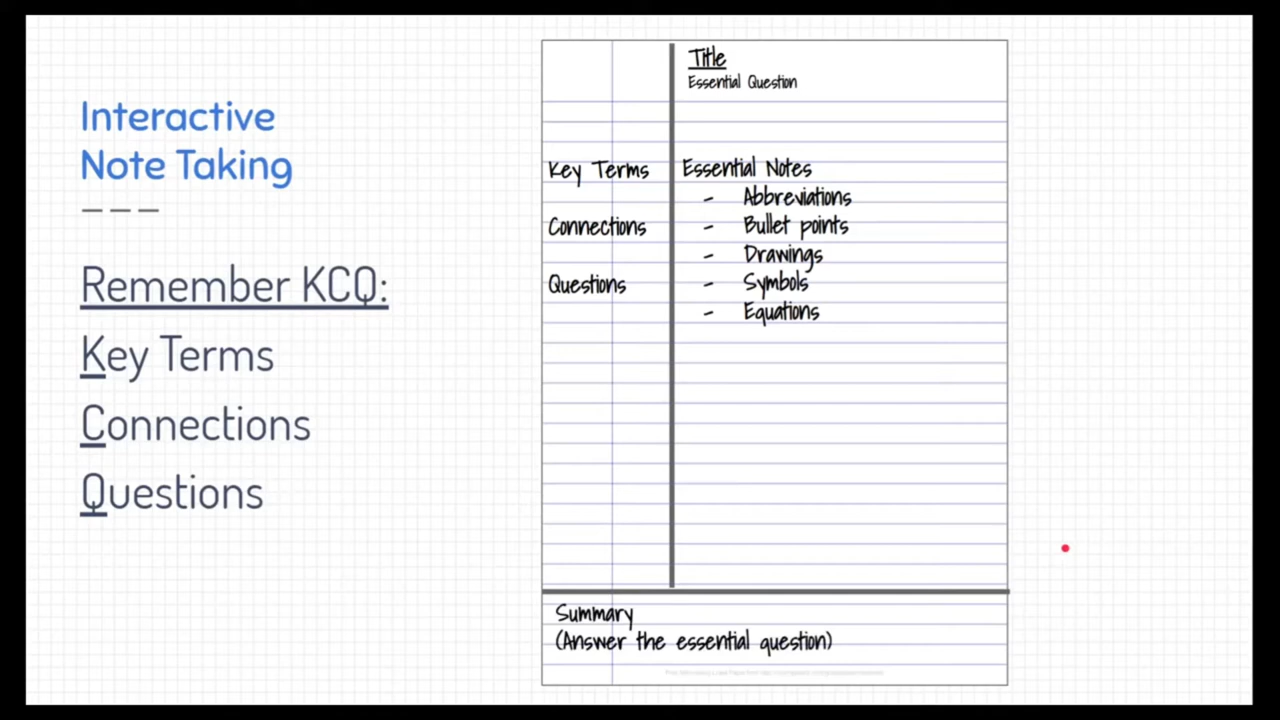 Interactive
Note Taking
Remember KCQ:
Key Terms
Connections
Questions
Title
Essential Question
Key Terms
Essential Notes
- Abbreviations
Connections
- Bullet points
- Drawings
Questions
- Symbols
- Equations
Summary
(Answer the essential question)